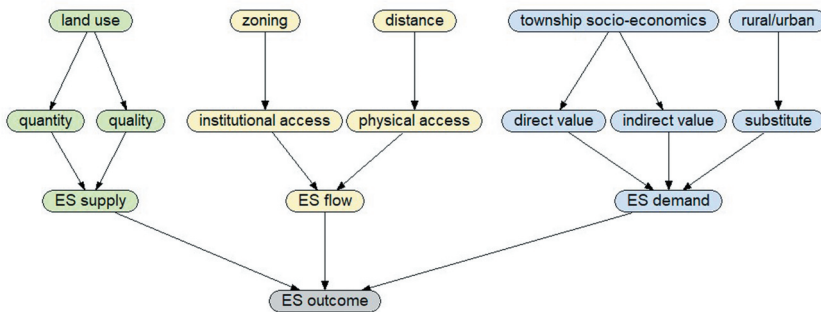 land use
zoning
distance
township socio-economics
rural/urban
quantity
quality
institutional access
physical access
direct value
indirect value
substitute
ES supply
ES flow
ES demand
ES outcome